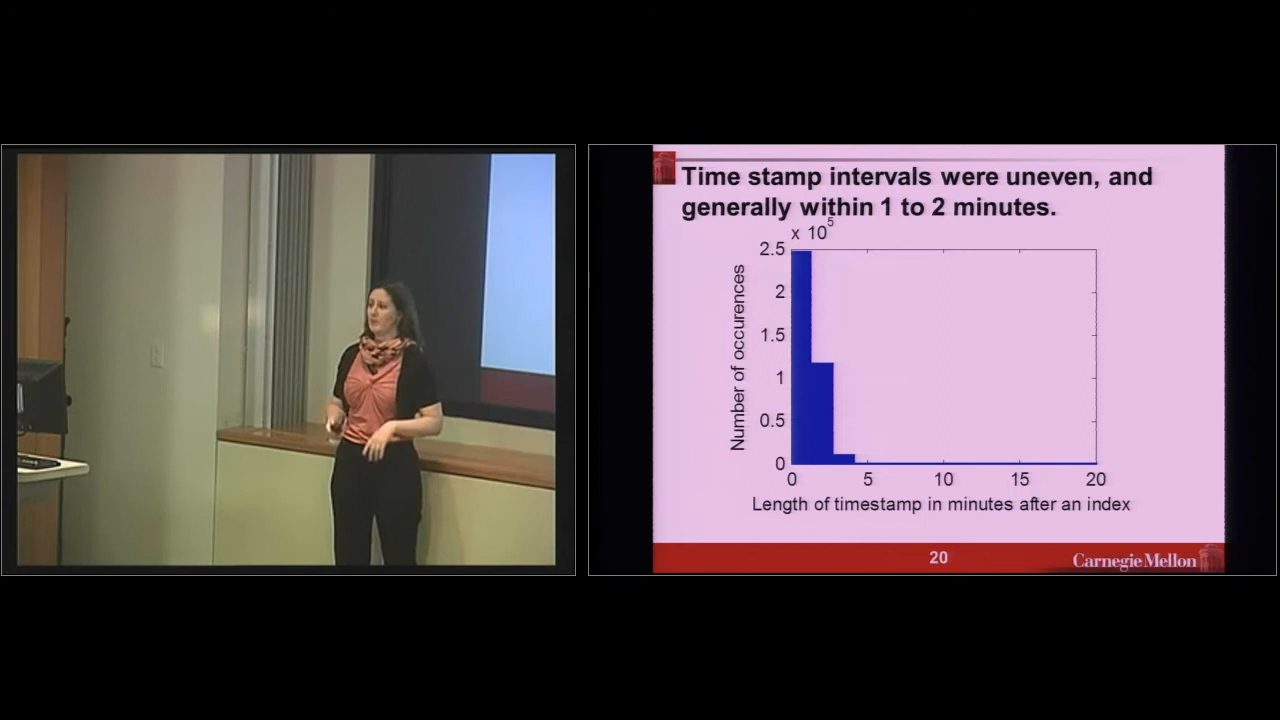 Time stamp intervals were uneven, and
generally within 1 to 2 minutes.
x 10^5
2.5
2
1.5
1
0.5
0
Number of occurences
0 5 10 15 20
Length of timestamp in minutes after an index
20
Carnegie Mellon